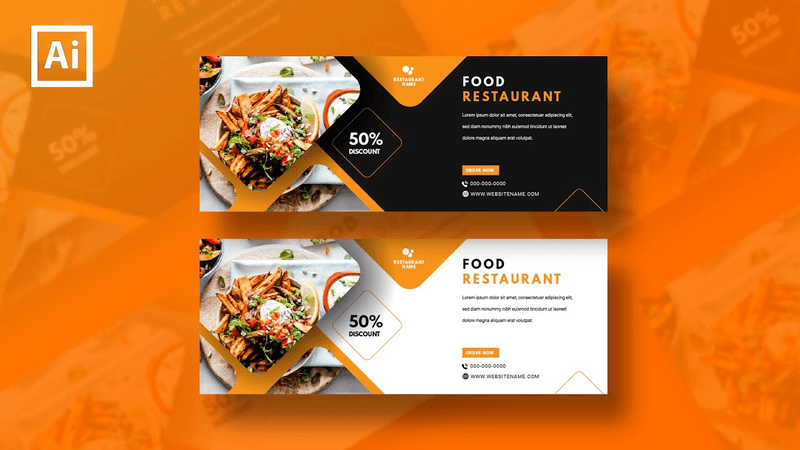 Ai
50%
RESTAURANT
NAME
50%
DISCOUNT
FOOD
RESTAURANT
Lorem ipsum dolor sit amet, consectetuer adipiscing elit,
sed diam nonummy nibh euismod tincidunt ut laoreet
dolore magna aliquam erat volutpat.
ORDER NOW
000-000-0000
WWW.WEBSITENAME.COM
50%
FOOD
RESTAURANT
NAME
50%
DISCOUNT
FOOD
RESTAURANT
Lorem ipsum dolor sit amet, consectetuer adipiscing elit,
sed diam nonummy nibh euismod tincidunt ut laoreet
dolore magna aliquam erat volutpat.
ORDER NOW
000-000-0000
WWW.WEBSITENAME.COM